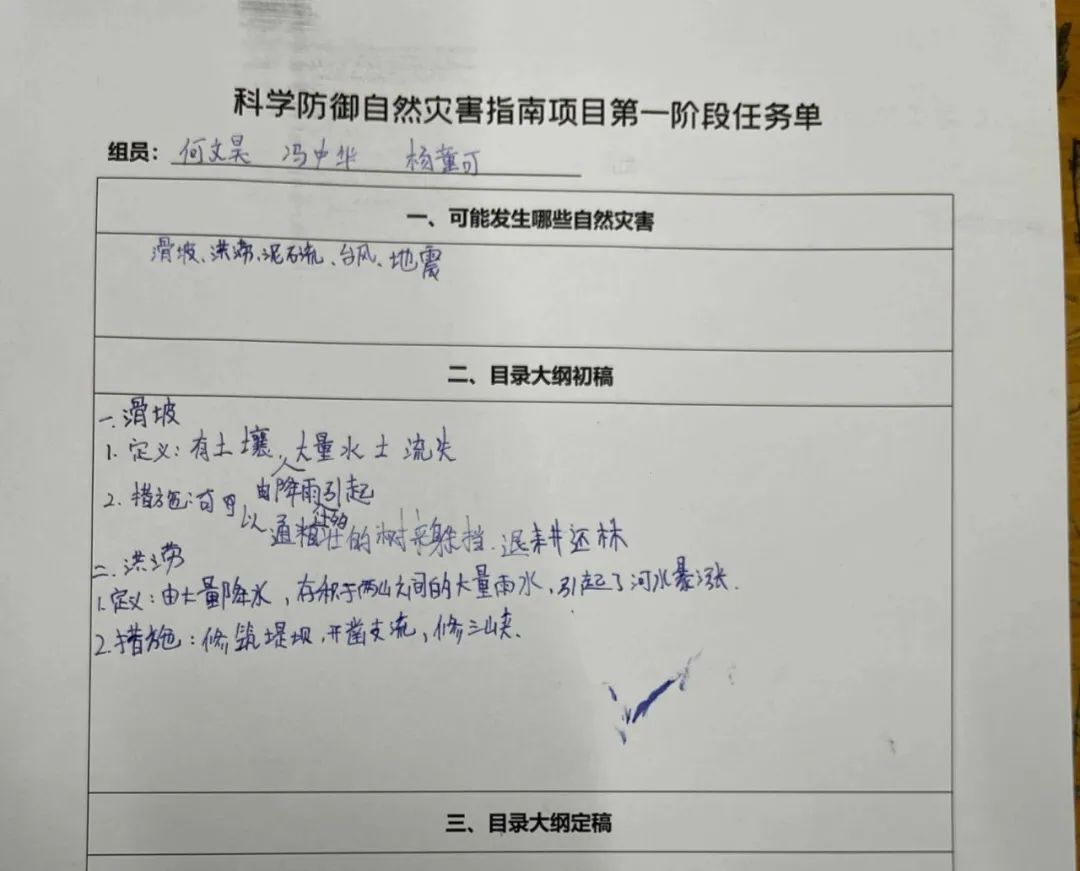 科学防御自然灾害指南项目第一阶段任务单
组员：何文昊 冯中华 杨董可
一、可能发生哪些自然灾害
滑坡、洪涝、泥石流、台风、地震
二、目录大纲初稿
一.滑坡
1.定义：有土壤，大量水土流失
由降雨引起
2.措施：可
以通粗壮的树来躲挡.退耕还林
二.洪涝
1.定义：由大量降水，存积于两山之间的大量雨水，引起了河水暴涨.
2.措施：修筑堤坝，开凿支流，修三峡.
三、目录大纲定稿